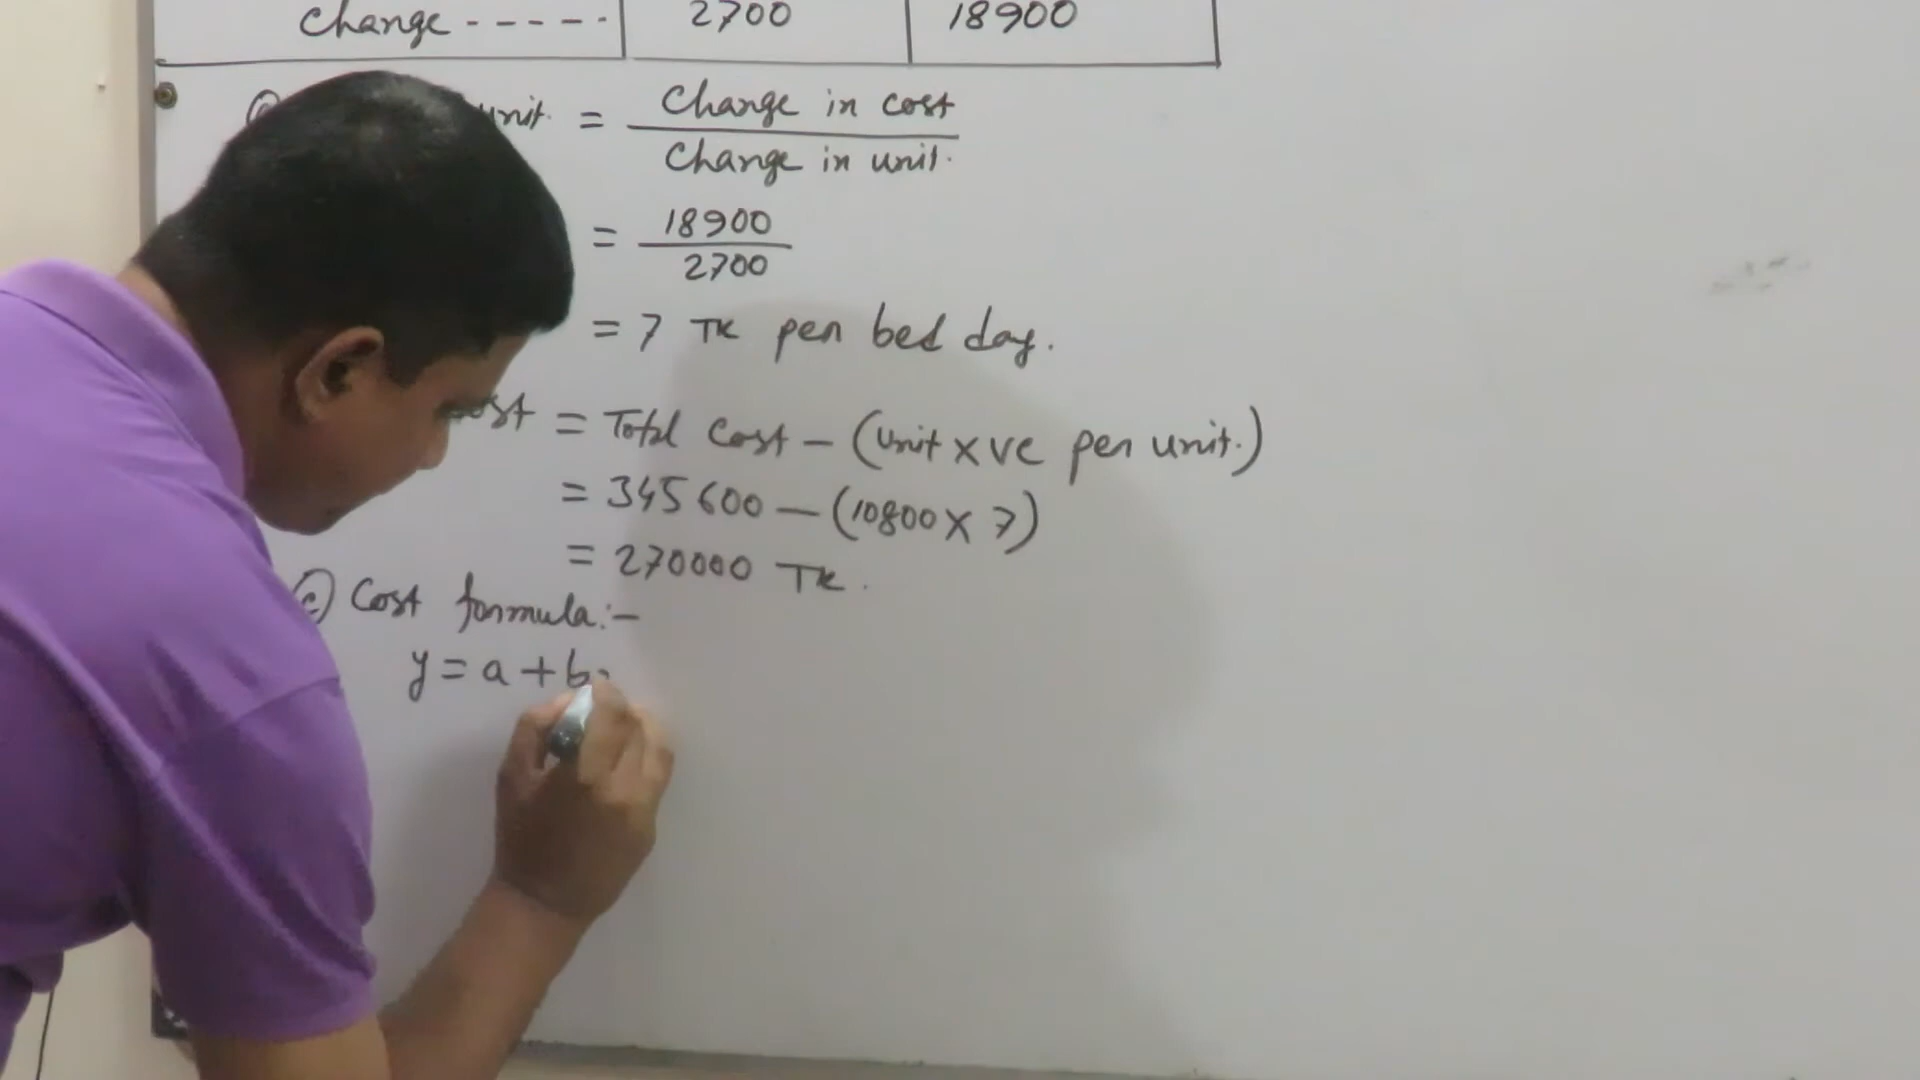 Change ------ 2700 18900
unit. = Change in cost
Change in unit.
= 18900
2700
= 7 TK per bed day.
= Total Cost - (Unit X VC per unit.)
= 345600 - (10800 X 7)
= 270000 TK.
(c) Cost formula:-
y = a + b